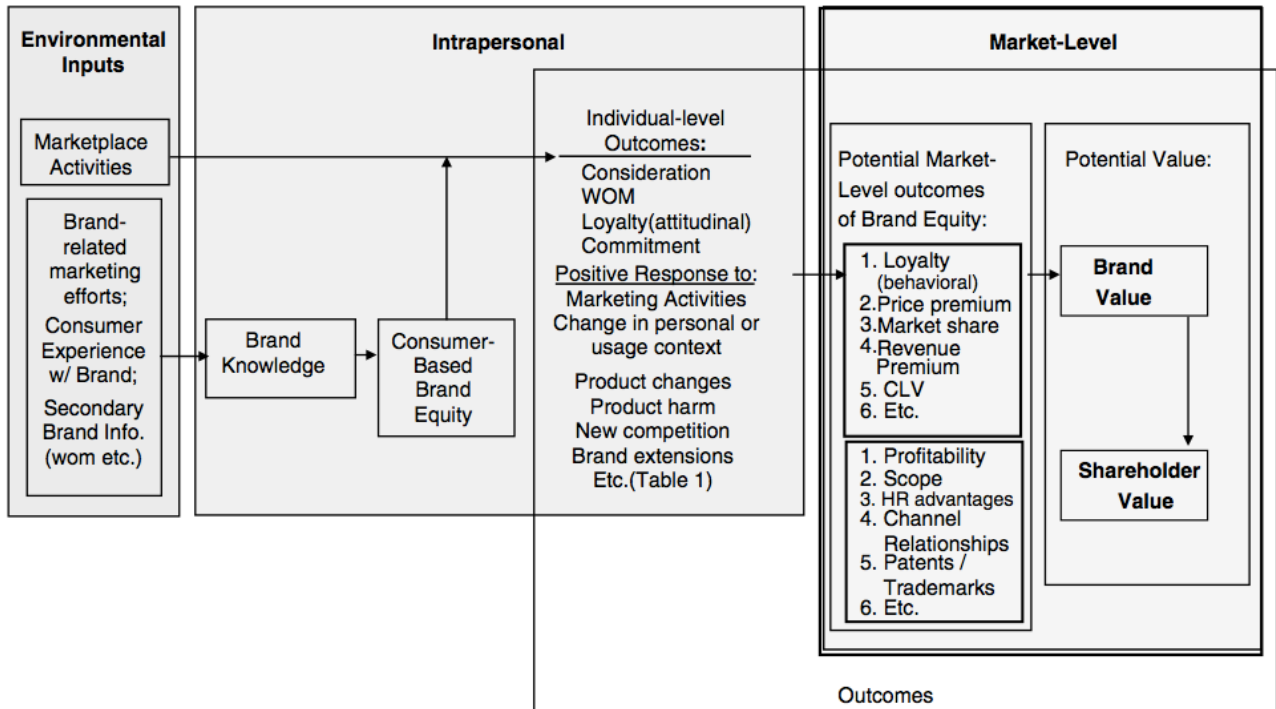 Environmental
Inputs
Marketplace
Activities
Brand-
related
marketing
efforts;
Consumer
Experience
w/ Brand;
Secondary
Brand Info.
(wom etc.)
Intrapersonal
Brand
Knowledge
Consumer-
Based
Brand
Equity
Individual-level
Outcomes:
Consideration
WOM
Loyalty(attitudinal)
Commitment
Positive Response to:
Marketing Activities
Change in personal or
usage context
Product changes
Product harm
New competition
Brand extensions
Etc.(Table 1)
Market-Level
Potential Market-
Level outcomes
of Brand Equity:
1. Loyalty
(behavioral)
2. Price premium
3. Market share
4. Revenue
Premium
5. CLV
6. Etc.
1. Profitability
2. Scope
3. HR advantages
4. Channel
Relationships
5. Patents /
Trademarks
6. Etc.
Potential Value:
Brand
Value
Shareholder
Value
Outcomes